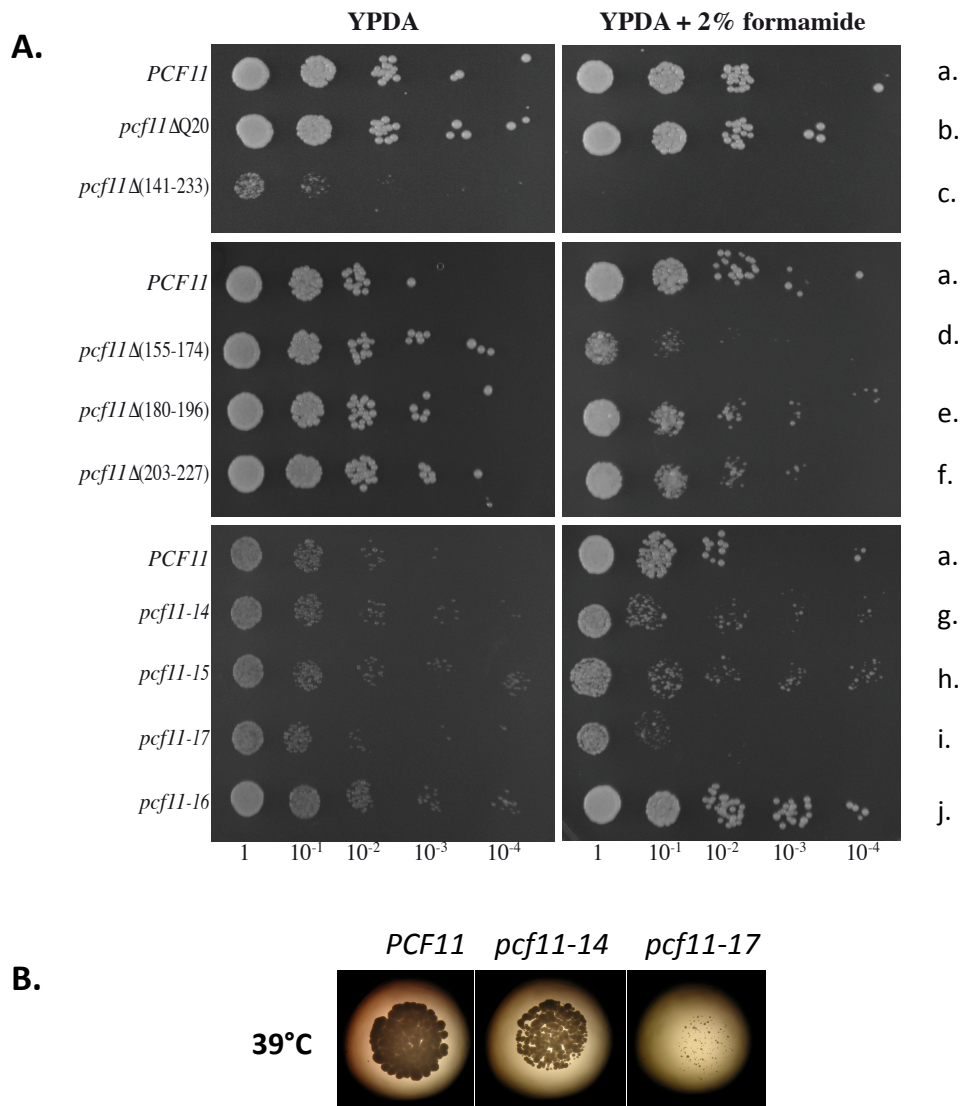 A.
YPDA YPDA + 2% formamide
PCF11 a.
pcf11ΔQ20 b.
pcf11Δ(141-233) c.
PCF11 a.
pcf11Δ(155-174) d.
pcf11Δ(180-196) e.
pcf11Δ(203-227) f.
PCF11 a.
pcf11-14 g.
pcf11-15 h.
pcf11-17 i.
pcf11-16 j.
1 10⁻¹ 10⁻² 10⁻³ 10⁻⁴ 1 10⁻¹ 10⁻² 10⁻³ 10⁻⁴
PCF11 pcf11-14 pcf11-17
B.
39°C